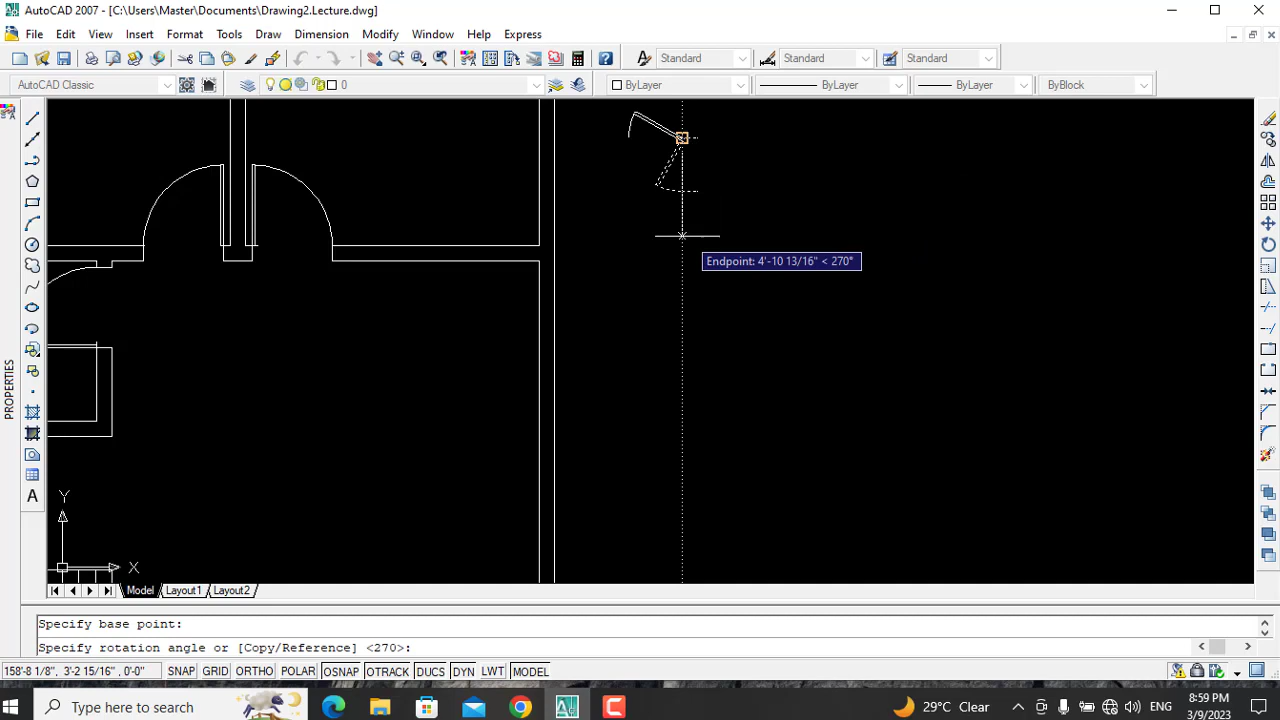 AutoCAD 2007 - [C:\Users\Master\Documents\Drawing2.Lecture.dwg]
File Edit View Insert Format Tools Draw Dimension Modify Window Help Express
Standard Standard Standard
AutoCAD Classic 0 ByLayer ByLayer ByLayer ByBlock
Endpoint: 4'-10 13/16" < 270°
PROPERTIES
A
Y
X
Model Layout1 Layout2
Specify base point:
Specify rotation angle or [Copy/Reference] <270>:
158'-8 1/8", 3'-2 15/16", 0'-0" SNAP GRID ORTHO POLAR OSNAP OTRACK DUCS DYN LWT MODEL
Type here to search 29°C Clear 8:59 PM
3/9/2023